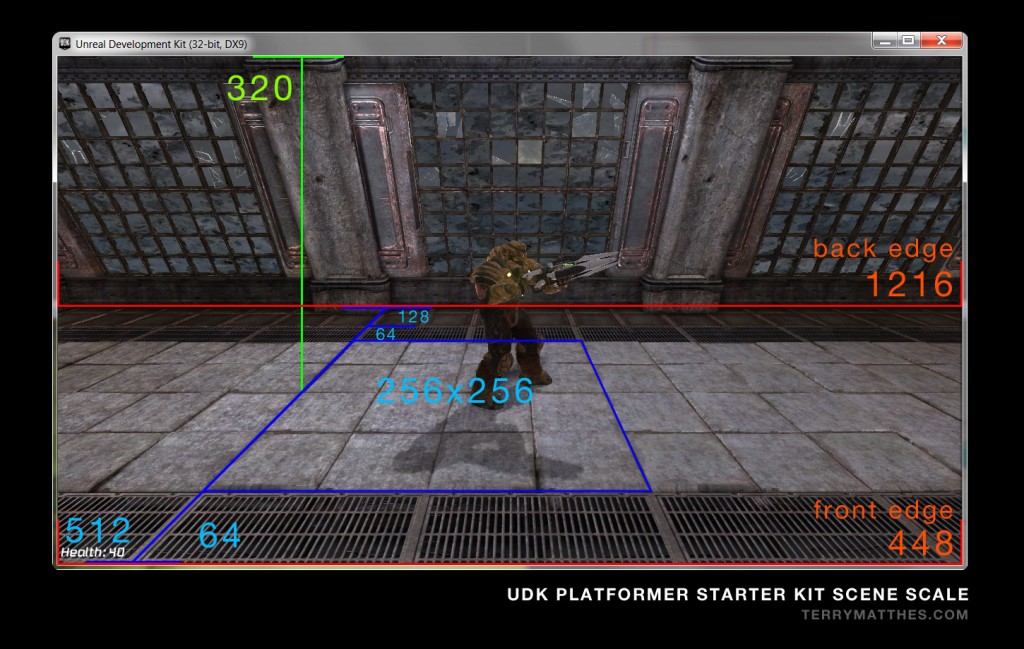 Unreal Development Kit (32-bit, DX9)
320
back edge
1216
128
64
256x256
front edge
512
64
448
Health: 40
UDK PLATFORMER STARTER KIT SCENE SCALE
TERRYMATTHES.COM